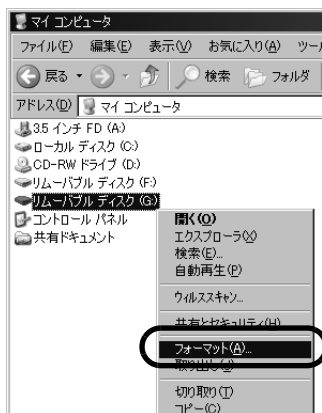 マイ コンピュータ
ファイル(F) 編集(E) 表示(V) お気に入り(A) ツー
戻る 検索 フォルダ
アドレス(D) マイ コンピュータ
3.5 インチ FD (A:)
ローカル ディスク (C:)
CD-RW ドライブ (D:)
リムーバブル ディスク (F:)
リムーバブル ディスク (G:)
コントロール パネル
共有ドキュメント
開く(O)
エクスプローラ(X)
検索(E)...
自動再生(P)
ウィルススキャン...
共有とセキュリティ(H)...
フォーマット(A)...
取り出し(J)
切り取り(T)
コピー(C)